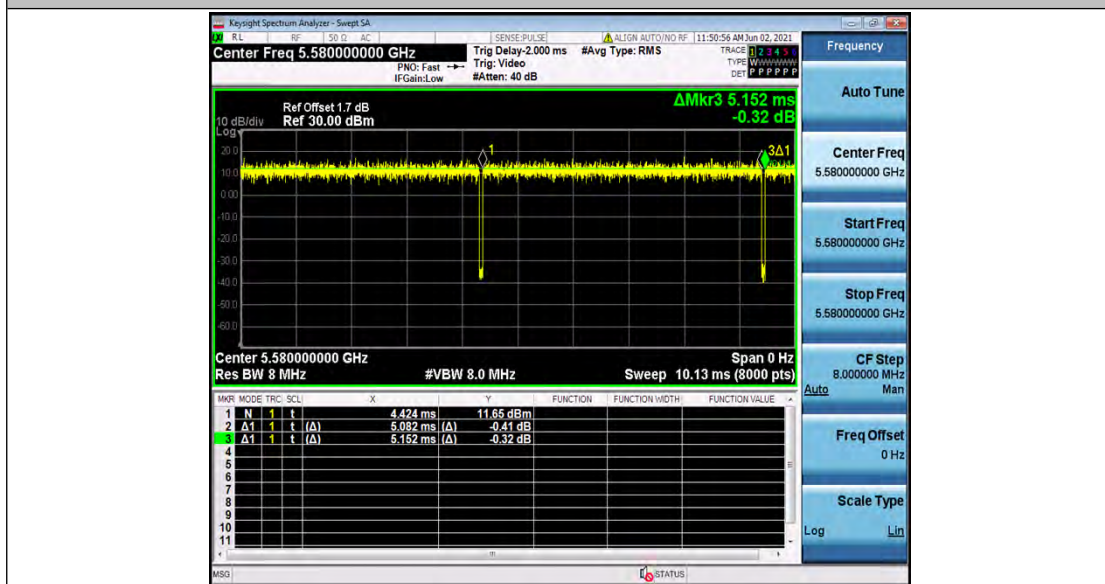 Keysight Spectrum Analyzer - Swept SA
RL RF 50 Ω AC SENSE:PULSE ALIGN AUTO/NO RF 11:50:56 AM Jun 02, 2021
Center Freq 5.580000000 GHz
Trig Delay-2.000 ms #Avg Type: RMS
TRACE 1 2 3 4 5 6
PNO: Fast
Trig: Video
TYPE W
IFGain:Low
#Atten: 40 dB
DET P P P P P P
Frequency
Auto Tune
Ref Offset 1.7 dB
ΔMkr3 5.152 ms
10 dB/div Ref 30.00 dBm
-0.32 dB
Log
20.0
10.0
0.00
-10.0
-20.0
-30.0
-40.0
-50.0
-60.0
1
3Δ1
Center Freq
5.580000000 GHz
Start Freq
5.580000000 GHz
Stop Freq
5.580000000 GHz
Center 5.580000000 GHz Span 0 Hz
Res BW 8 MHz #VBW 8.0 MHz Sweep 10.13 ms (8000 pts)
CF Step
8.000000 MHz
Auto Man
MKR MODE TRC SCL X Y FUNCTION FUNCTION WIDTH FUNCTION VALUE
1 N 1 t 4.424 ms 11.65 dBm
2 Δ1 1 t (Δ) 5.082 ms (Δ) -0.41 dB
3 Δ1 1 t (Δ) 5.152 ms (Δ) -0.32 dB
4
5
6
7
8
9
10
11
Freq Offset
0 Hz
Scale Type
Log Lin
MSG STATUS